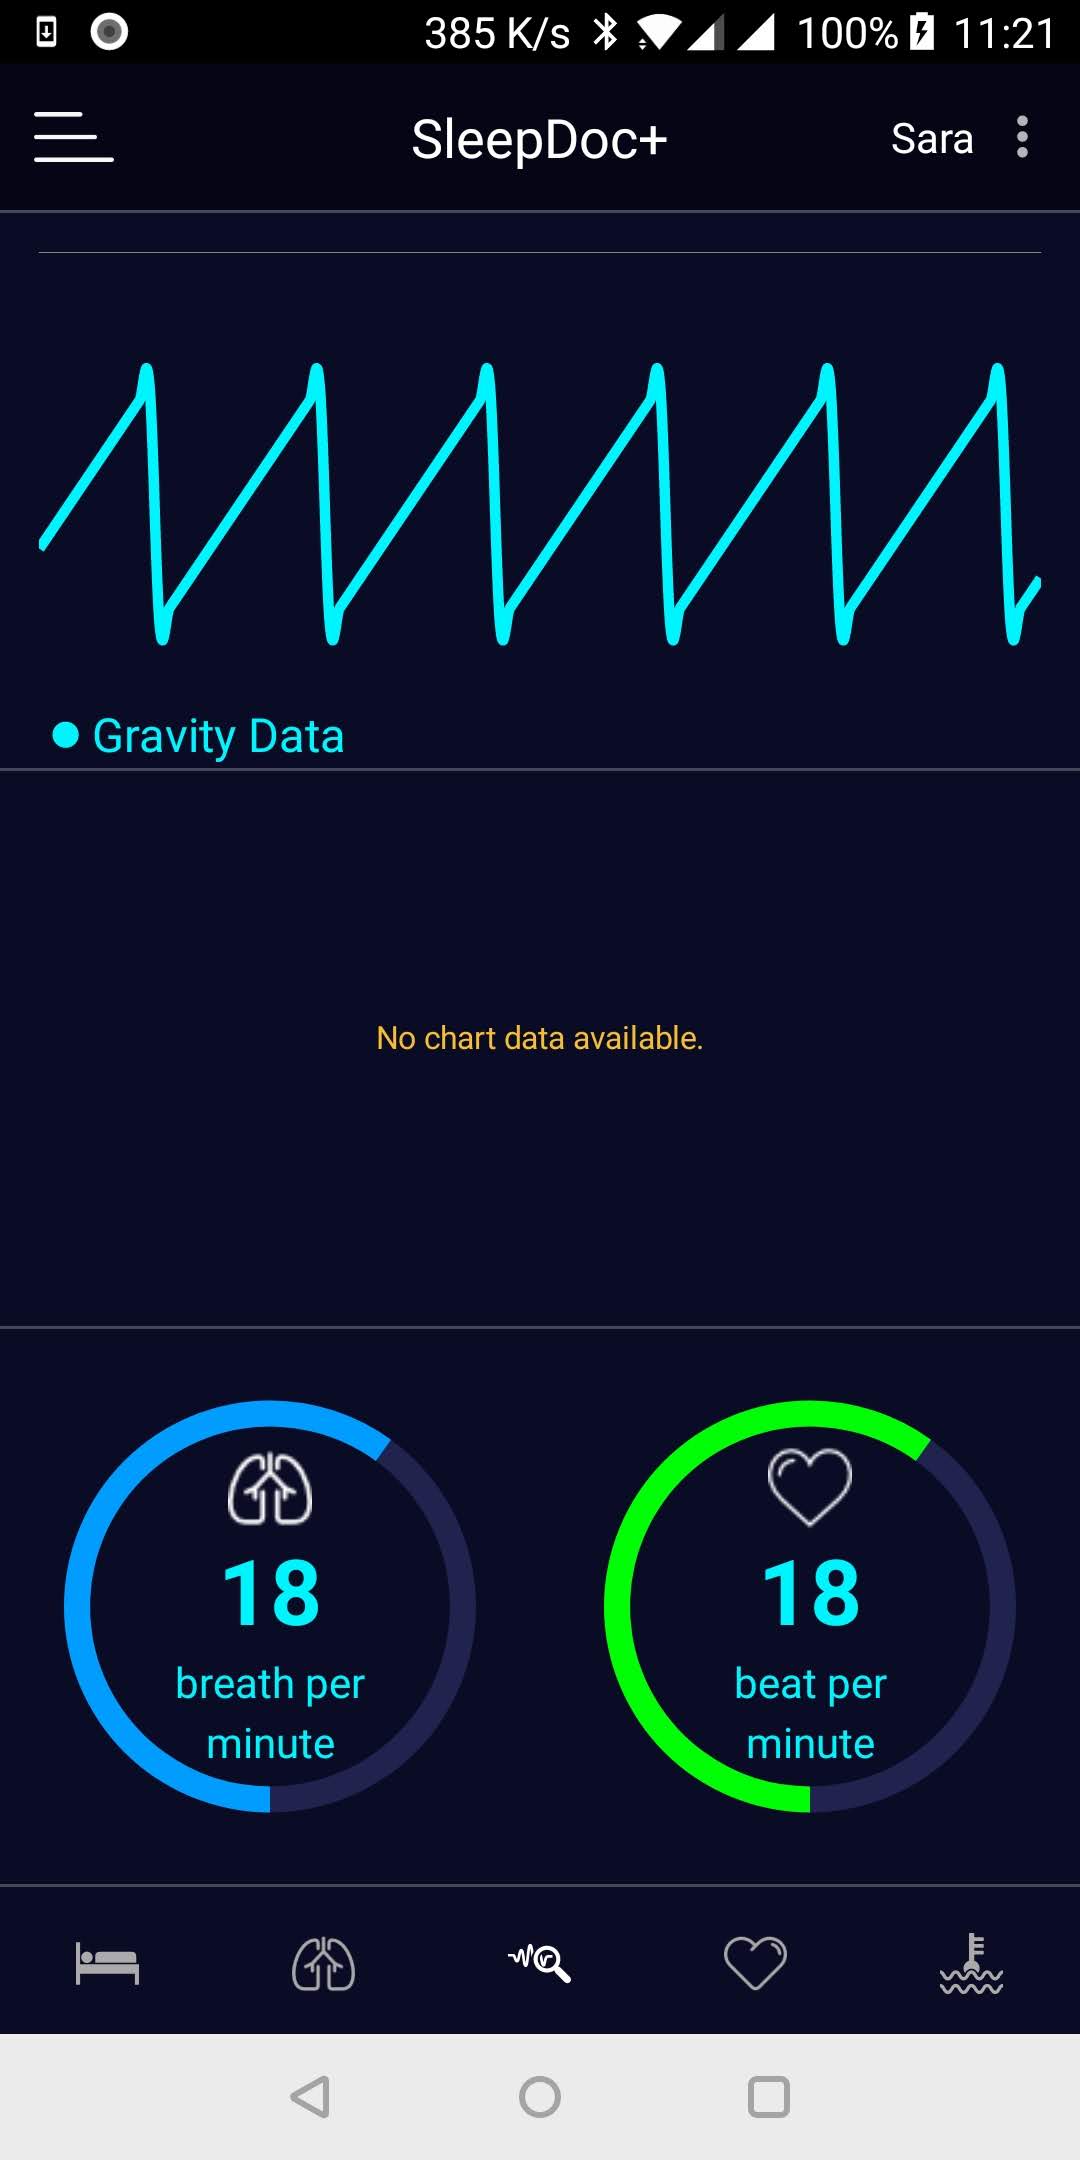 385 K/s 100% 11:21
SleepDoc+ Sara
Gravity Data
No chart data available.
18 18
breath per beat per
minute minute